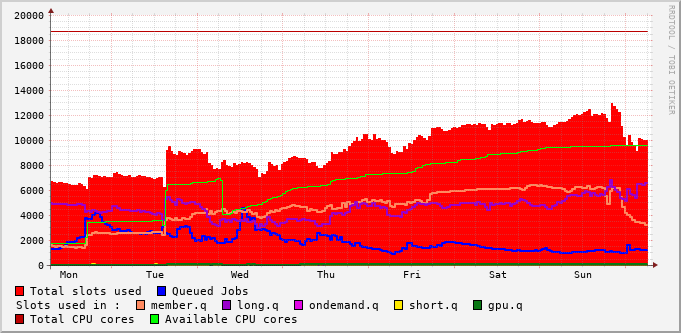 RRDTOOL / TOBI OETIKER
20000
18000
16000
14000
12000
10000
8000
6000
4000
2000
0
Mon Tue Wed Thu Fri Sat Sun
Total slots used Queued Jobs
Slots used in : member.q long.q ondemand.q short.q gpu.q
Total CPU cores Available CPU cores